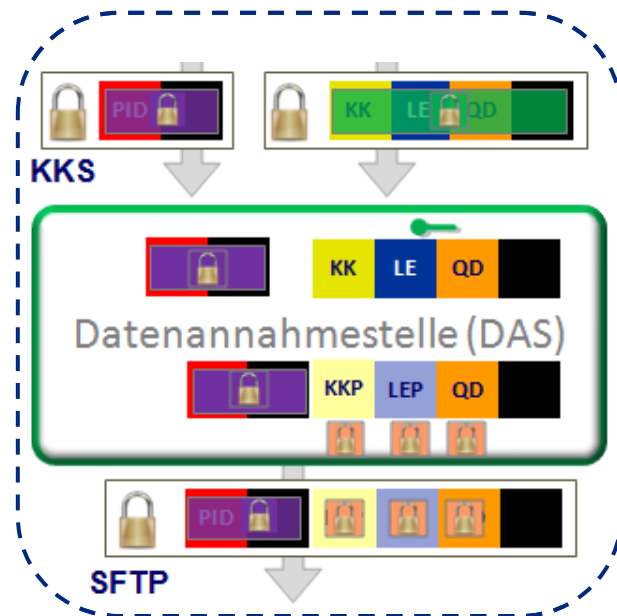 PID KK LE QD
KKS
KK LE QD
Datenannahmestelle (DAS)
KKP LEP QD
PID
SFTP